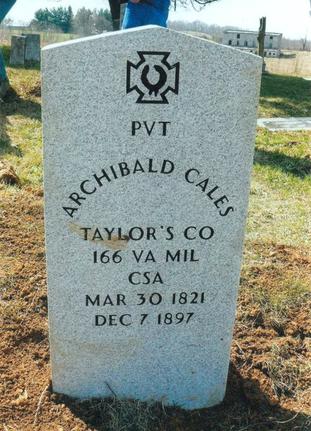 PVT
ARCHIBALD CALES
TAYLOR'S CO
166 VA MIL
CSA
MAR 30 1821
DEC 7 1897